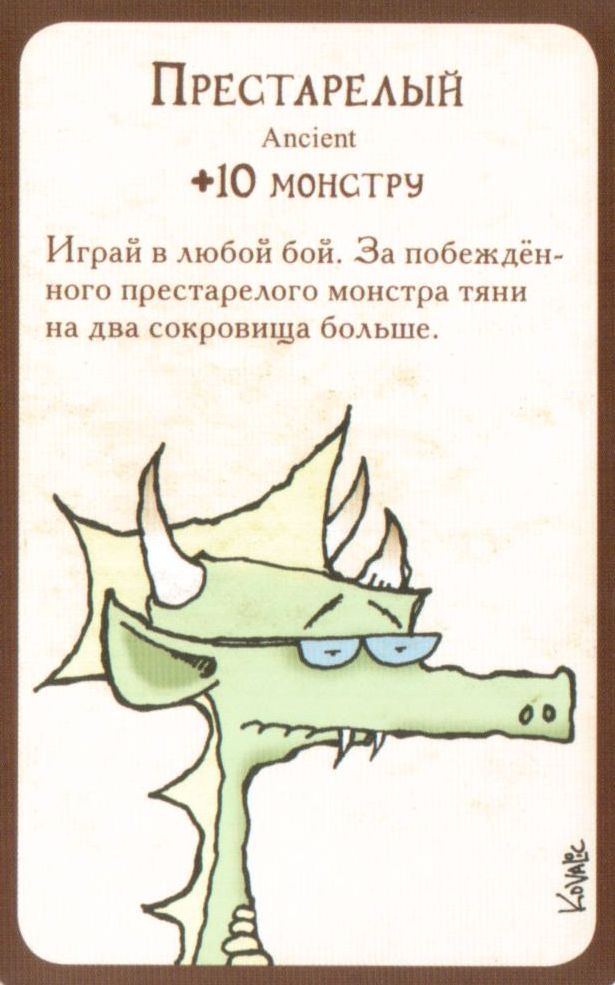 Престарелый
Ancient
+10 монстру
Играй в любой бой. За побеждён-
ного престарелого монстра тяни
на два сокровища больше.
Kovalic